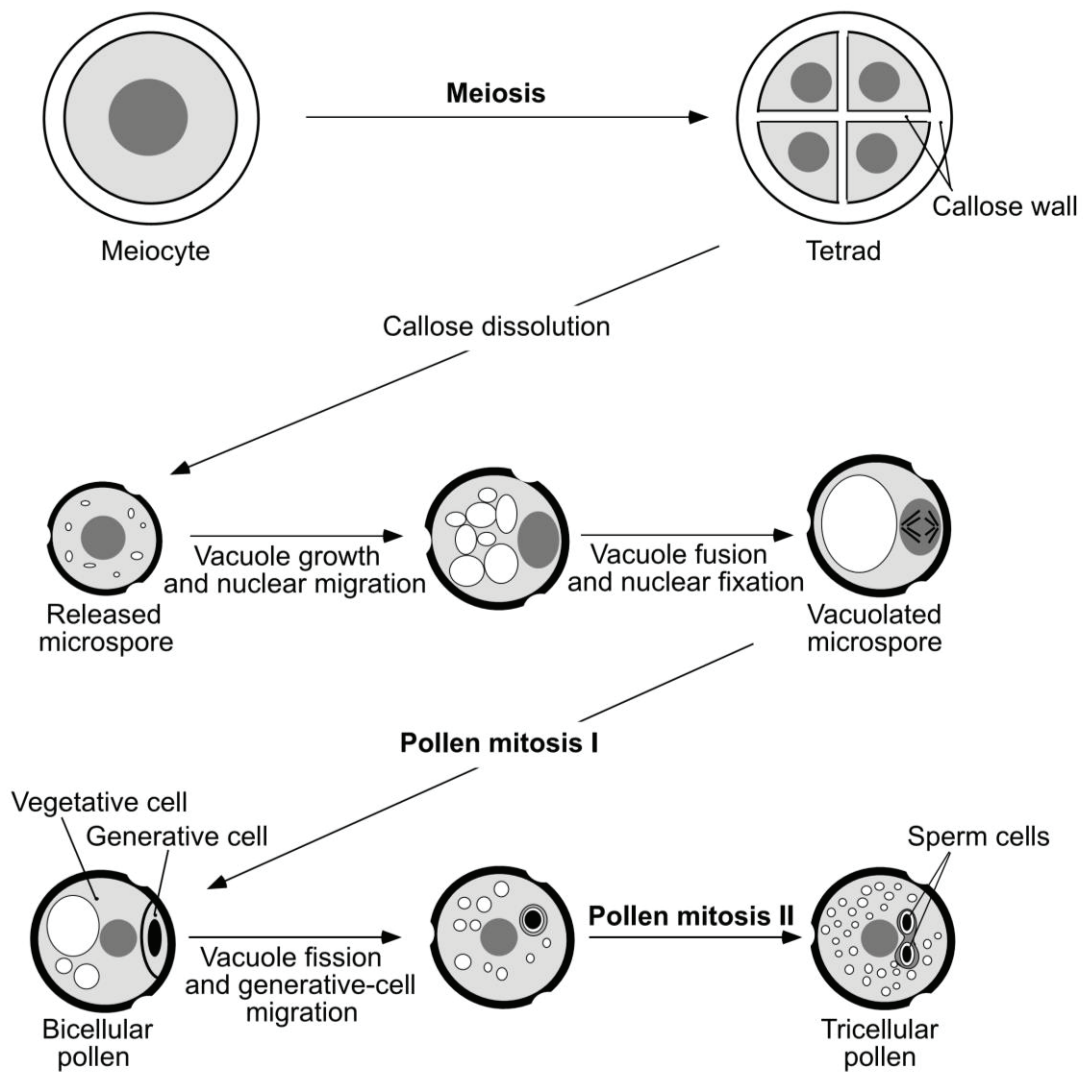 Meiosis
Callose wall
Meiocyte
Tetrad
Callose dissolution
Vacuole growth
and nuclear migration
Vacuole fusion
and nuclear fixation
Released
microspore
Vacuolated
microspore
Pollen mitosis I
Vegetative cell
Generative cell
Sperm cells
Pollen mitosis II
Vacuole fission
and generative-cell
migration
Bicellular
pollen
Tricellular
pollen